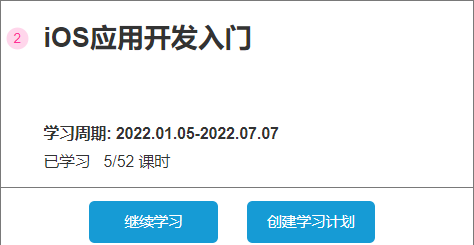 2 iOS应用开发入门
学习周期: 2022.01.05-2022.07.07
已学习 5/52 课时
继续学习 创建学习计划